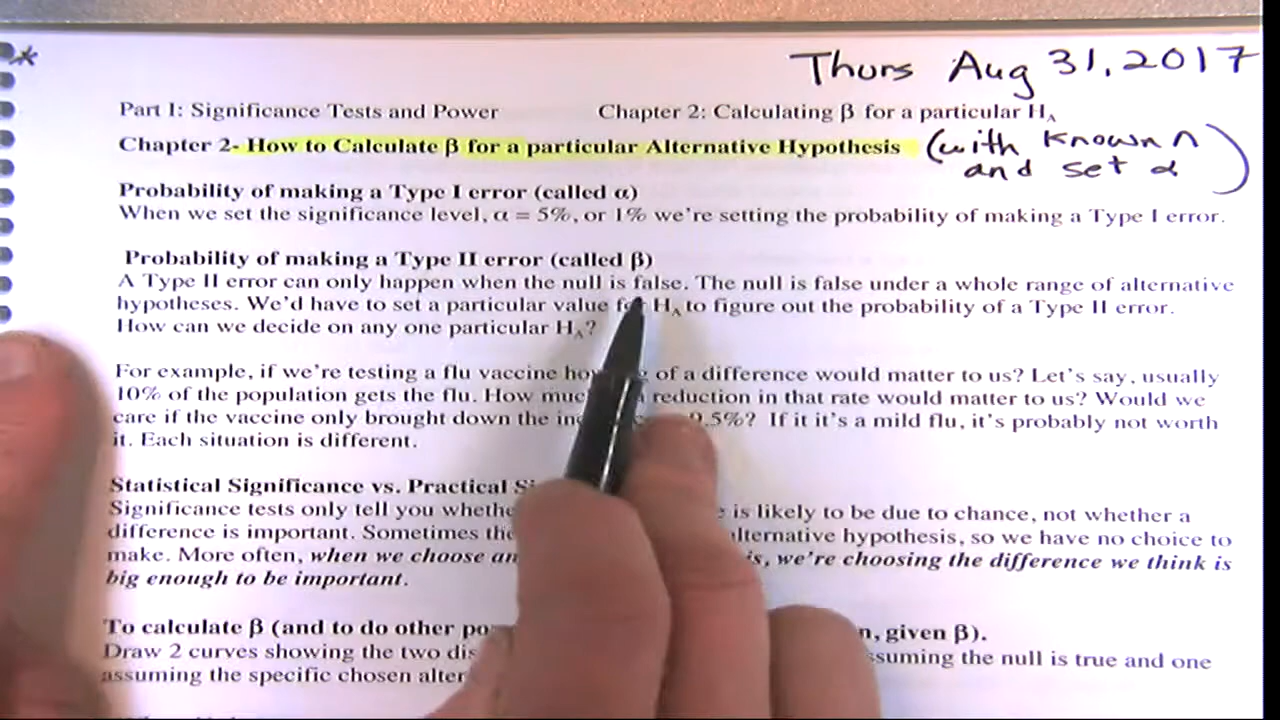 Thurs Aug 31, 2017
*
Part I: Significance Tests and Power Chapter 2: Calculating β for a particular HA
Chapter 2- How to Calculate β for a particular Alternative Hypothesis (with known n and set α)
Probability of making a Type I error (called α)
When we set the significance level, α = 5%, or 1% we're setting the probability of making a Type I error.
Probability of making a Type II error (called β)
A Type II error can only happen when the null is false. The null is false under a whole range of alternative
hypotheses. We'd have to set a particular value HA to figure out the probability of a Type II error.
How can we decide on any one particular HA?
For example, if we're testing a flu vaccine of a difference would matter to us? Let's say, usually
10% of the population gets the flu. How reduction in that rate would matter to us? Would we
care if the vaccine only brought down the 9.5%? If it it's a mild flu, it's probably not worth
it. Each situation is different.
Statistical Significance vs. Practical
Significance tests only tell you is likely to be due to chance, not whether a
difference is important. Sometimes alternative hypothesis, so we have no choice to
make. More often, when we choose we're choosing the difference we think is
big enough to be important.
To calculate β (and to do other given β).
Draw 2 curves showing the two assuming the null is true and one
assuming the specific chosen